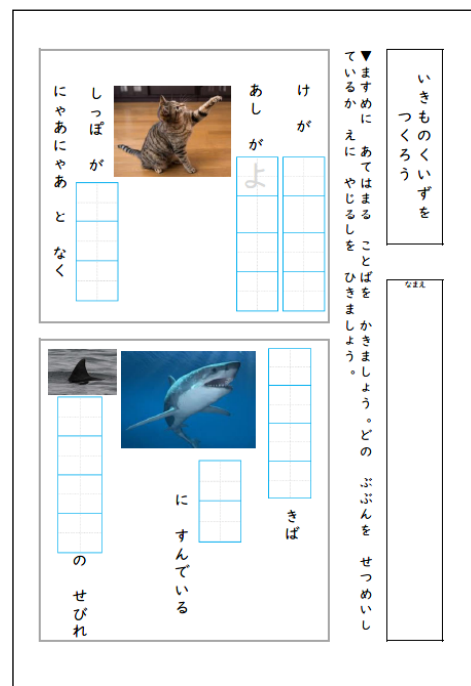 いきものくいずを
つくろう
なまえ
▼ますめに あてはまる ことばを かきましょう。どの ぶぶんを せつめいし
ているか えに やじるしを ひきましょう。
け が
あし が
よ
しっぽ が
にゃあにゃあ と なく
きば
に すんでいる
の せびれ